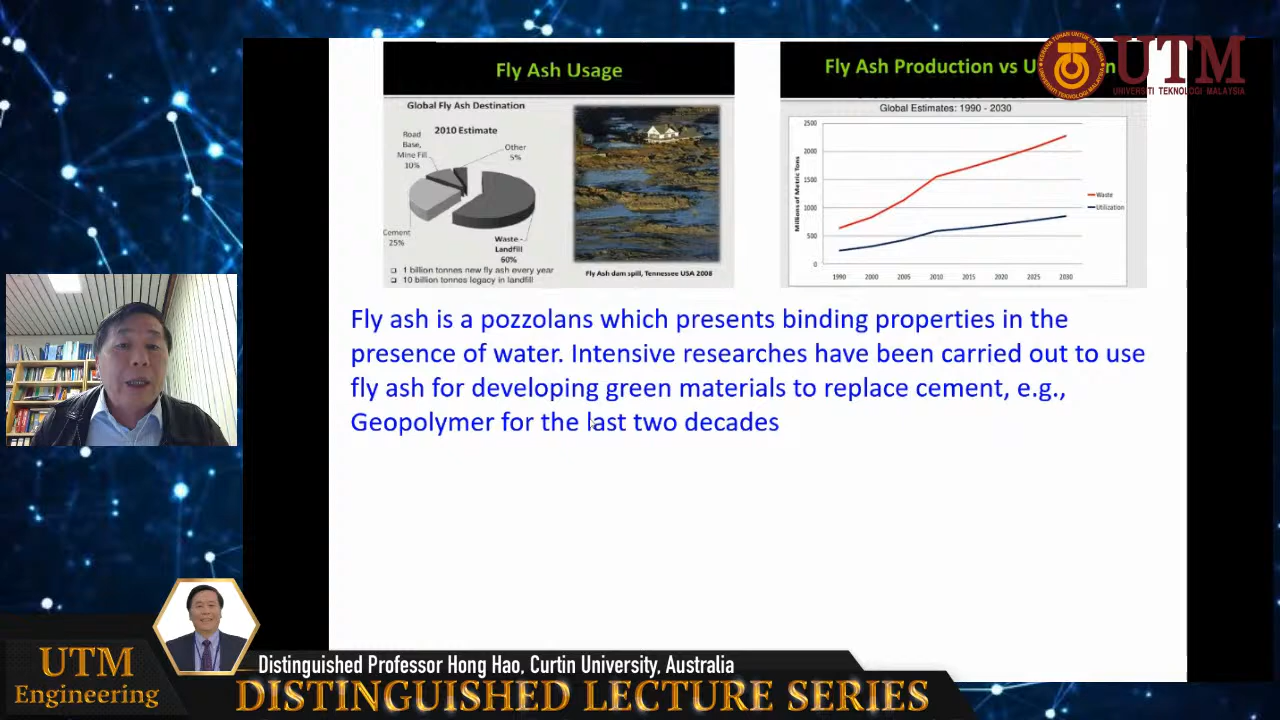 Fly Ash Usage
Global Fly Ash Destination
2010 Estimate
Road
Base,
Mine Fill
10%
Other
5%
Cement
25%
Waste -
Landfill
60%
1 billion tonnes new fly ash every year
10 billion tonnes legacy in landfill
Fly Ash dam spill, Tennessee USA 2008
Fly Ash Production vs U
n
UTM
UNIVERSITI TEKNOLOGI MALAYSIA
Global Estimates: 1990 - 2030
Millions of Metric Tons
2500
2000
1500
1000
500
0
1990 2000 2005 2010 2015 2020 2025 2030
Waste
Utilization
Fly ash is a pozzolans which presents binding properties in the
presence of water. Intensive researches have been carried out to use
fly ash for developing green materials to replace cement, e.g.,
Geopolymer for the last two decades
UTM
Engineering
Distinguished Professor Hong Hao, Curtin University, Australia
DISTINGUISHED LECTURE SERIES